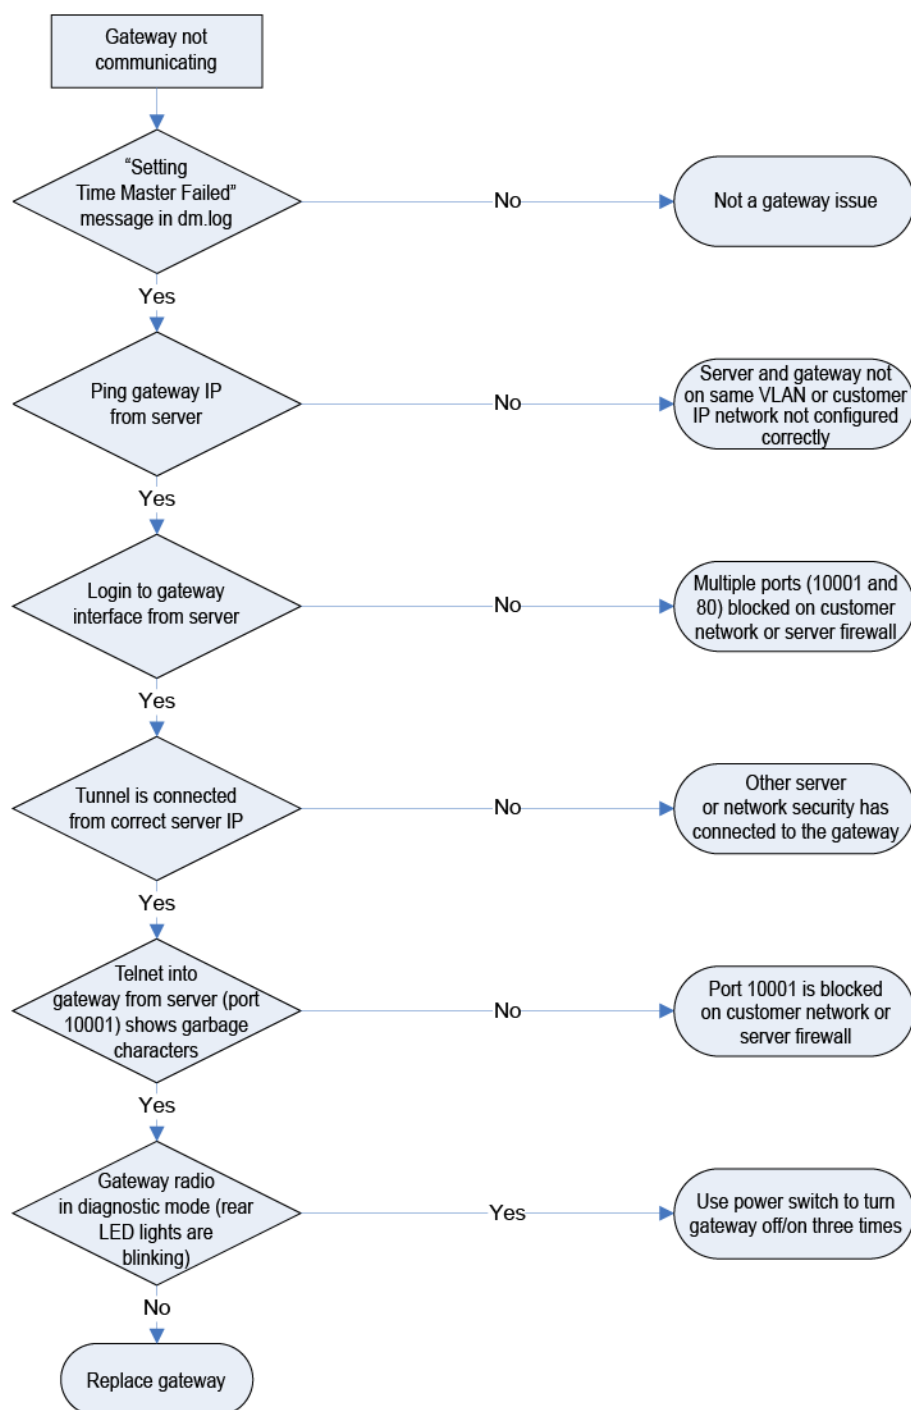 Gateway not
communicating
“Setting
Time Master Failed”
message in dm.log
No
Not a gateway issue
Yes
Ping gateway IP
from server
No
Server and gateway not
on same VLAN or customer
IP network not configured
correctly
Yes
Login to gateway
interface from server
No
Multiple ports (10001 and
80) blocked on customer
network or server firewall
Yes
Tunnel is connected
from correct server IP
No
Other server
or network security has
connected to the gateway
Yes
Telnet into
gateway from server (port
10001) shows garbage
characters
No
Port 10001 is blocked
on customer network or
server firewall
Yes
Gateway radio
in diagnostic mode (rear
LED lights are
blinking)
Yes
Use power switch to turn
gateway off/on three times
No
Replace gateway